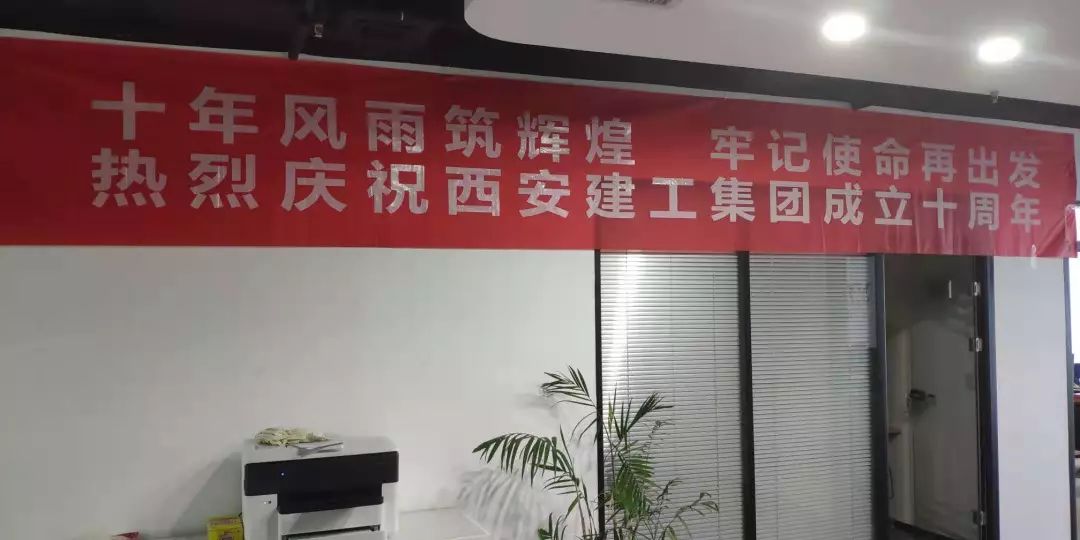 十年风雨筑辉煌 牢记使命再出发
热烈庆祝西安建工集团成立十周年